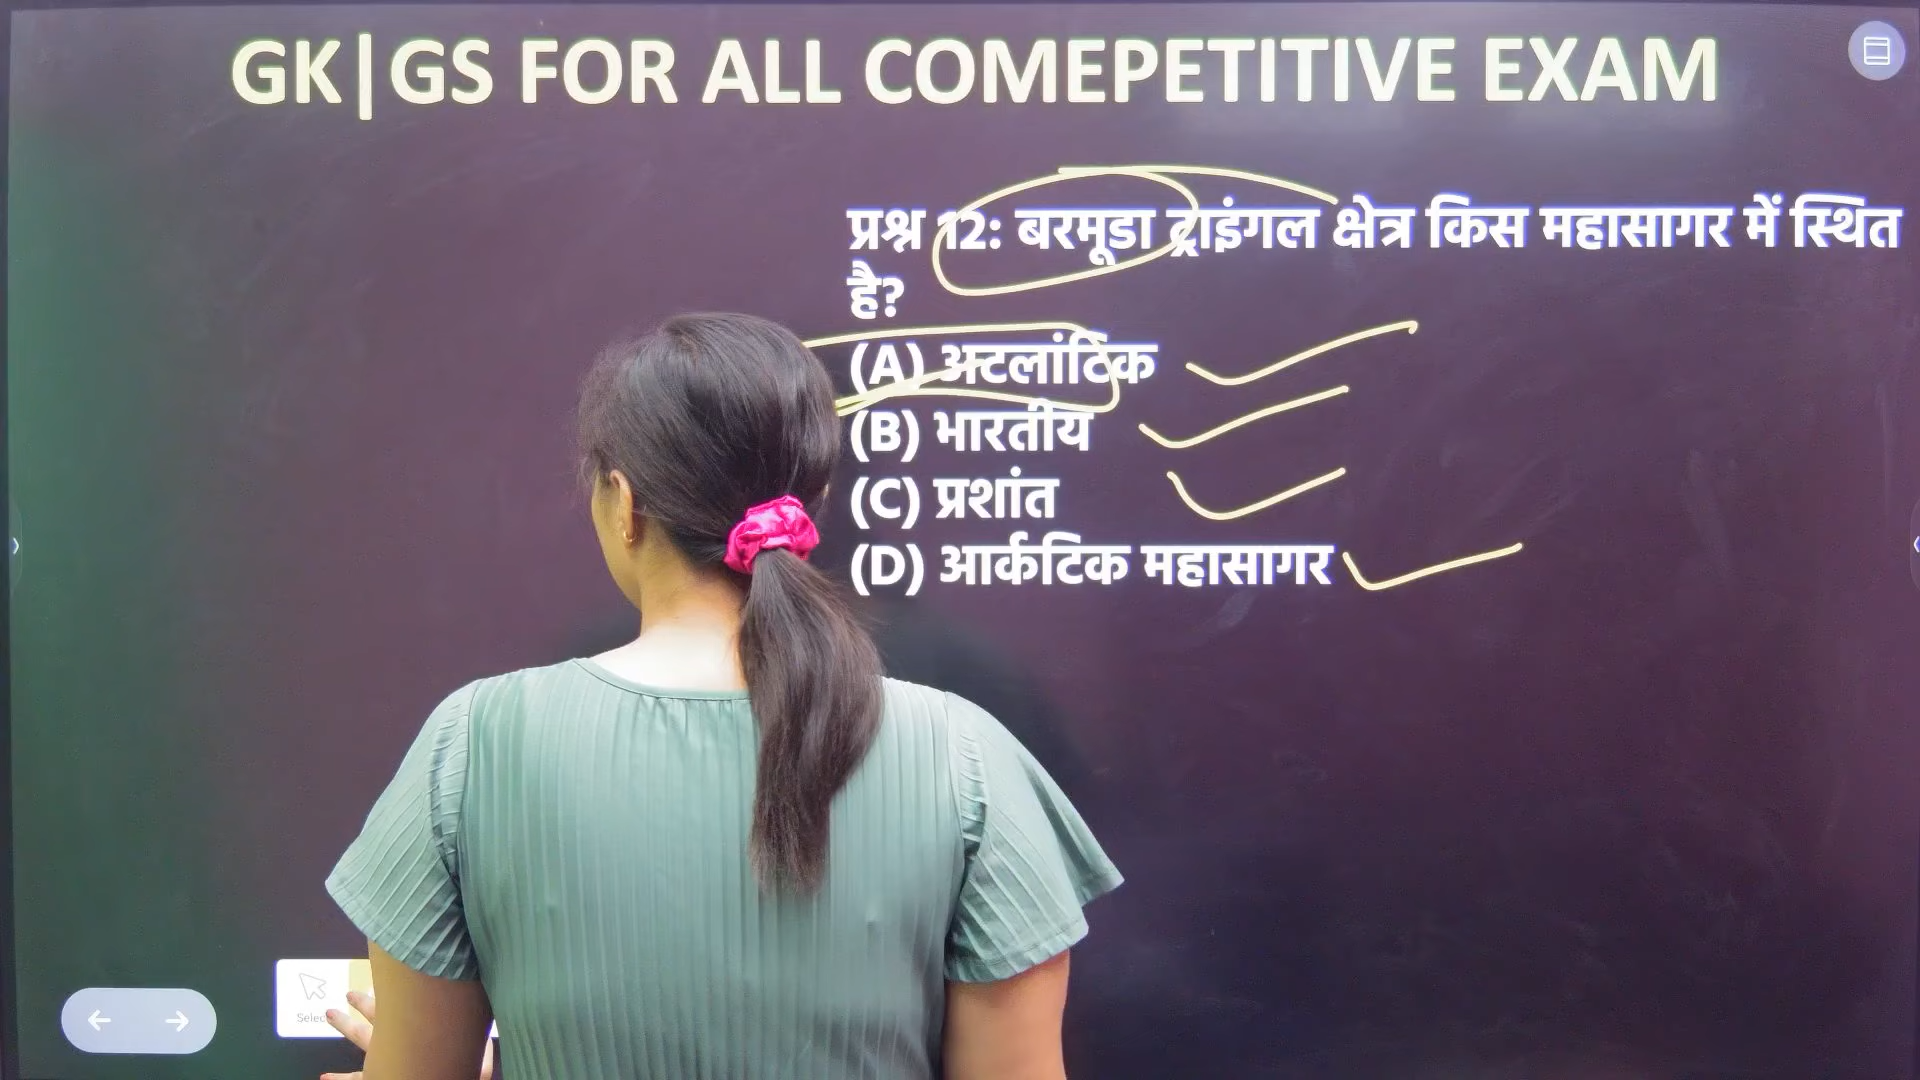 GK|GS FOR ALL COMEPETITIVE EXAM
प्रश्न 12: बरमूडा ट्राइंगल क्षेत्र किस महासागर में स्थित
है?
(A) अटलांटिक
(B) भारतीय
(C) प्रशांत
(D) आर्कटिक महासागर